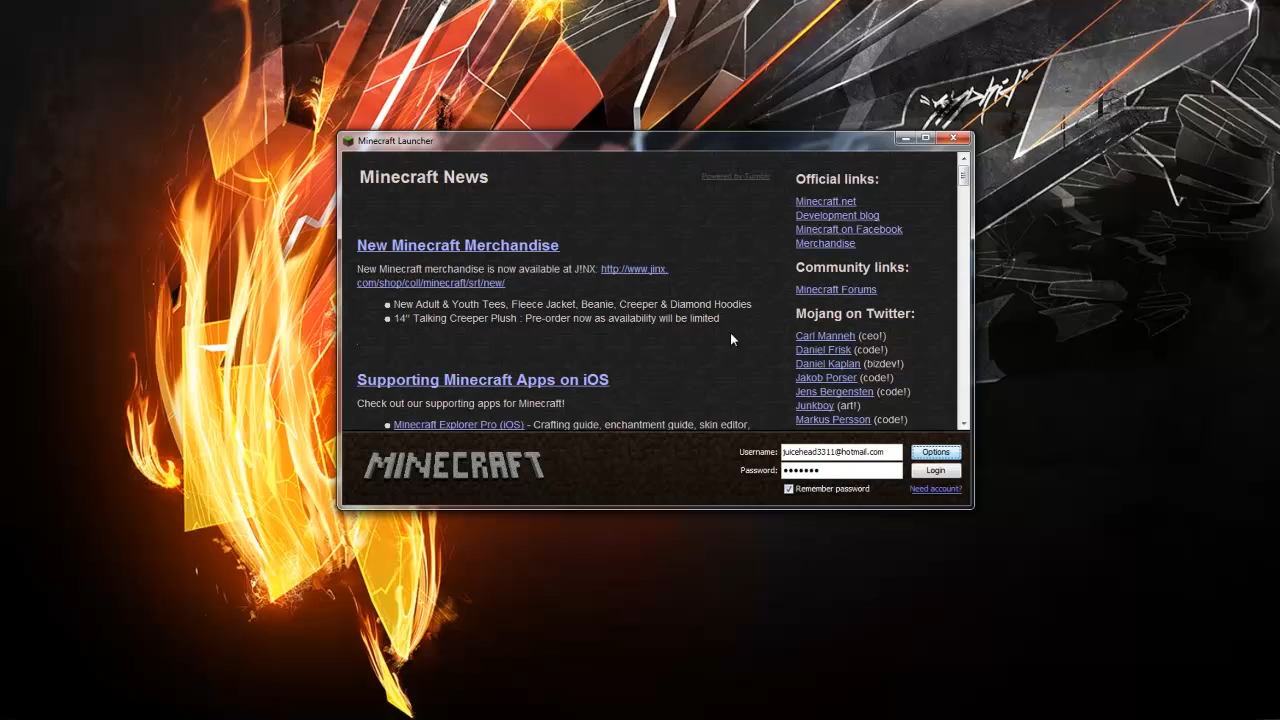 Minecraft Launcher
Minecraft News
Powered by Tumblr
New Minecraft Merchandise
New Minecraft merchandise is now available at J!NX: http://www.jinx.
com/shop/coll/minecraft/srt/new/
● New Adult & Youth Tees, Fleece Jacket, Beanie, Creeper & Diamond Hoodies
● 14″ Talking Creeper Plush : Pre-order now as availability will be limited
.
Supporting Minecraft Apps on iOS
Check out our supporting apps for Minecraft!
● Minecraft Explorer Pro (iOS) - Crafting guide, enchantment guide, skin editor,
Official links:
Minecraft.net
Development blog
Minecraft on Facebook
Merchandise
Community links:
Minecraft Forums
Mojang on Twitter:
Carl Manneh (ceo!)
Daniel Frisk (code!)
Daniel Kaplan (bizdev!)
Jakob Porser (code!)
Jens Bergensten (code!)
Junkboy (art!)
Markus Persson (code!)
MINECRAFT
Username: juicehead3311@hotmail.com Options
Password: ●●●●●●● Login
Remember password Need account?